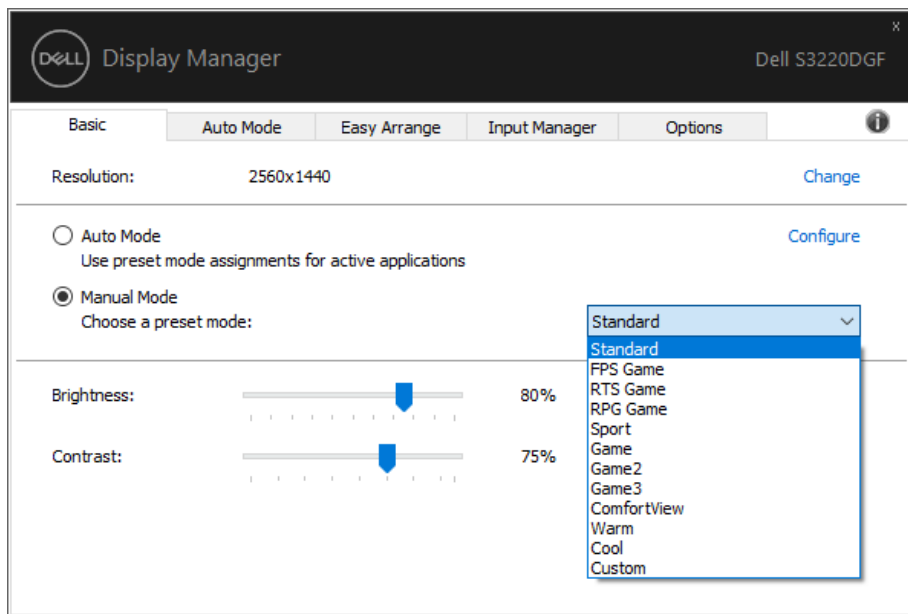 x
DELL Display Manager Dell S3220DGF
Basic Auto Mode Easy Arrange Input Manager Options i
Resolution: 2560x1440 Change
Auto Mode Configure
Use preset mode assignments for active applications
Manual Mode
Choose a preset mode: Standard
Standard
FPS Game
RTS Game
RPG Game
Sport
Game
Game2
Game3
ComfortView
Warm
Cool
Custom
Brightness: 80%
Contrast: 75%